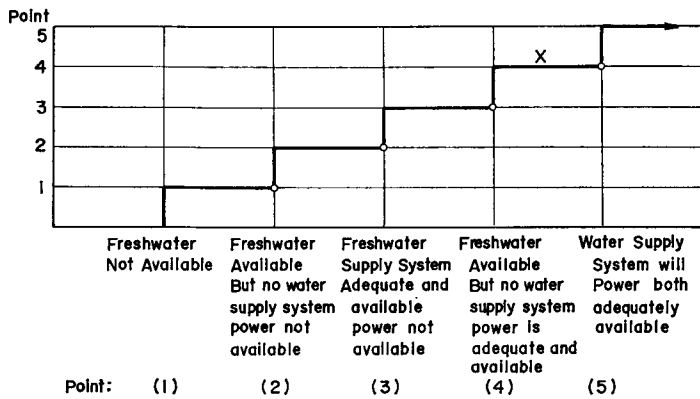 Point
5
4
3
2
1
X
Freshwater
Not Available
Freshwater
Available
But no water
supply system
power not
available
Freshwater
Supply System
Adequate and
available
power not
available
Freshwater
Available
But no water
supply system
power is
adequate and
available
Water Supply
System will
Power both
adequately
available
Point: (1) (2) (3) (4) (5)